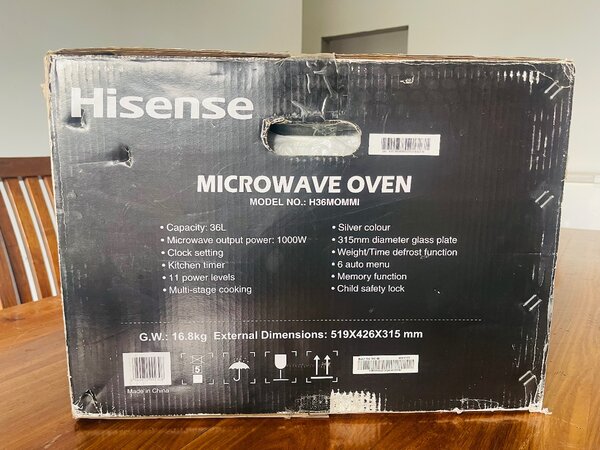 Hisense
MICROWAVE OVEN
MODEL NO.: H36MOMMI
• Capacity: 36L
• Microwave output power: 1000W
• Clock setting
• Kitchen timer
• 11 power levels
• Multi-stage cooking
• Silver colour
• 315mm diameter glass plate
• Weight/Time defrost function
• 6 auto menu
• Memory function
• Child safety lock
G.W.: 16.8kg External Dimensions: 519X426X315 mm
5
Made in China